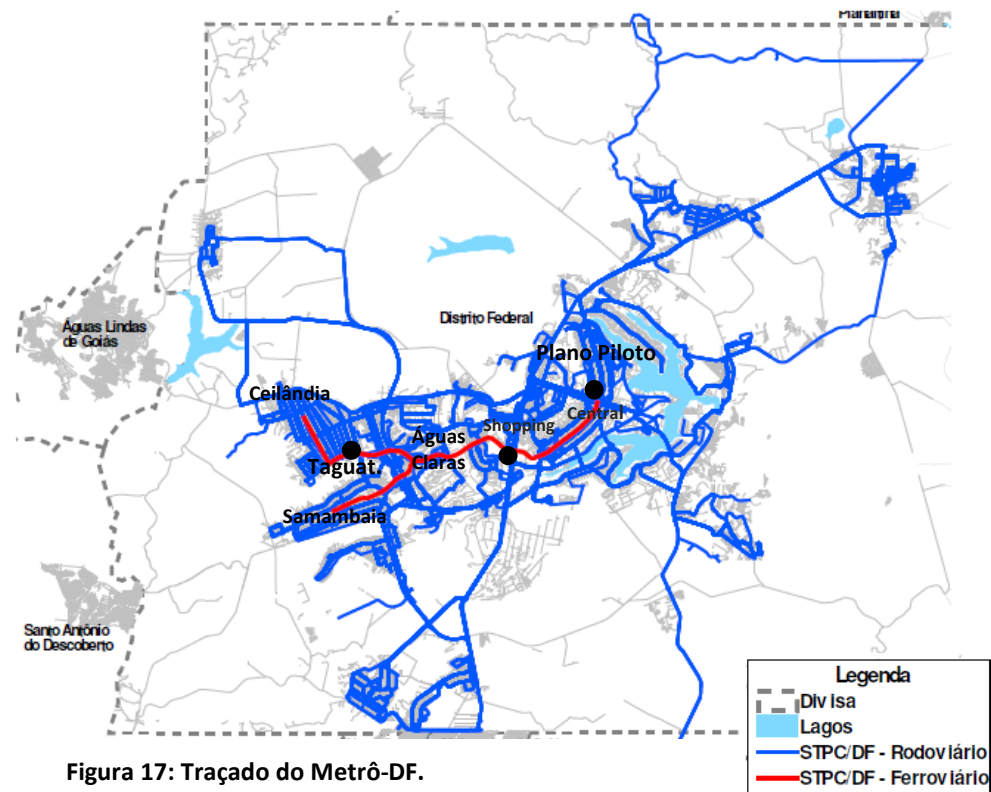 Planaltina
Águas Lindas
de Goiás
Distrito Federal
Plano Piloto
Ceilândia
Central
Shopping
Águas
Claras
Taguat.
Samambaia
Santo Antônio
do Descoberto
Legenda
Divisa
Lagos
STPC/DF - Rodoviário
STPC/DF - Ferroviário
Figura 17: Traçado do Metrô-DF.